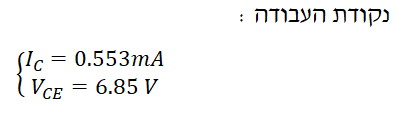 נקודת העבודה :
I_C = 0.553mA
V_CE = 6.85 V